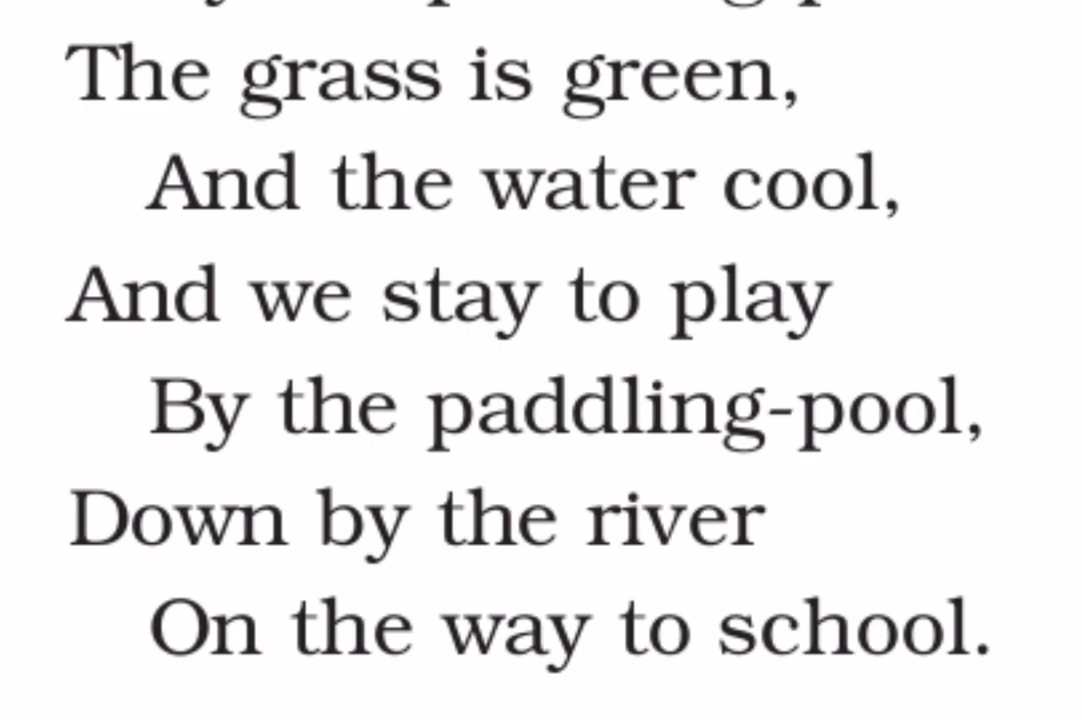 The grass is green,
And the water cool,
And we stay to play
By the paddling-pool,
Down by the river
On the way to school.